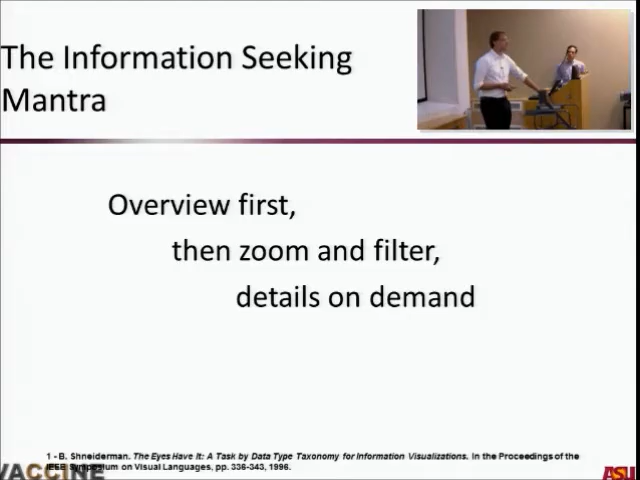 The Information Seeking
Mantra
Overview first,
then zoom and filter,
details on demand
1 - B. Shneiderman. The Eyes Have It: A Task by Data Type Taxonomy for Information Visualizations. In the Proceedings of the
IEEE Symposium on Visual Languages, pp. 336-343, 1996.
VACCINE
ASU